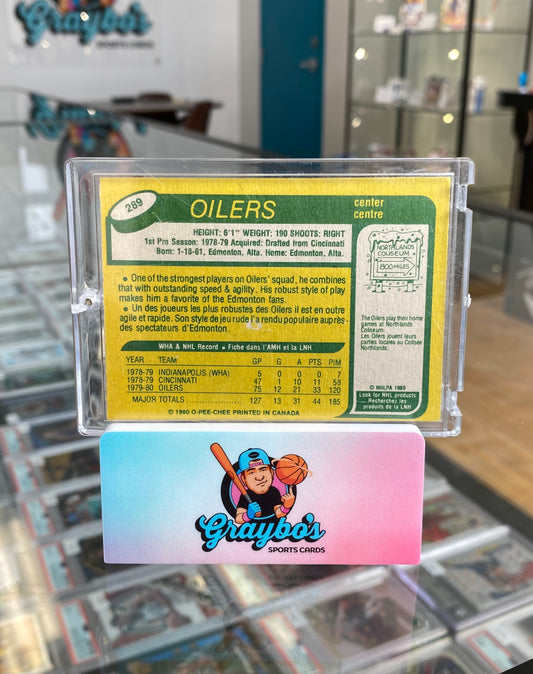 Graybo's
SPORTS CARDS
289
OILERS
center
centre
HEIGHT: 6'1" WEIGHT: 190 SHOOTS: RIGHT
1st Pro Season: 1978-79 Acquired: Drafted from Cincinnati
Born: 1-18-61, Edmonton, Alta. Home: Edmonton, Alta.
NORTHLANDS
COLISEUM
● One of the strongest players on Oilers' squad, he combines
that with outstanding speed & agility. His robust style of play
makes him a favorite of the Edmonton fans.
● Un des joueurs les plus robustes des Oilers il est en outre
agile et rapide. Son style de jeu rude l'a rendu populaire auprès
des spectateurs d'Edmonton.
The Oilers play their home
games at Northlands
Coliseum.
Les Oilers jouent leurs
parties locales au Colisée
Northlands.
WHA & NHL Record • Fiche dans l'AMH et la LNH
YEAR TEAM GP G A PTS PIM
1978-79 INDIANAPOLIS (WHA) 5 0 0 0 7
1978-79 CINCINNATI 47 1 10 11 58
1979-80 OILERS 75 12 21 33 120
MAJOR TOTALS 127 13 31 44 185
© NHLPA 1980
Look for NHL products
Recherchez les
produits de la LNH
© 1980 O-PEE-CHEE PRINTED IN CANADA
Graybo's
SPORTS CARDS